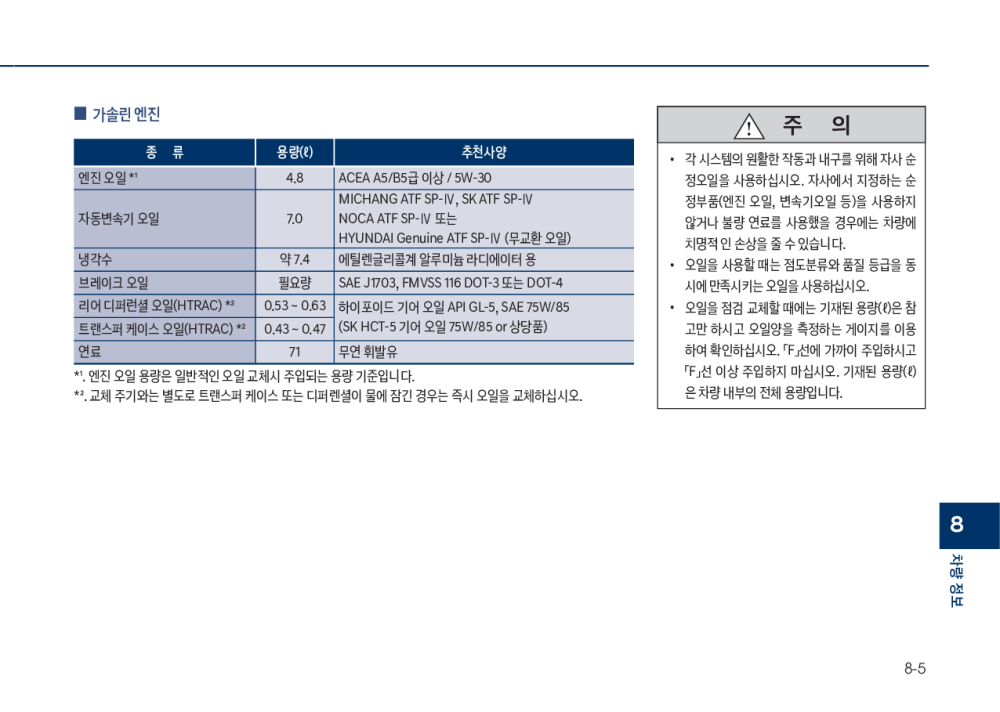 ■ 가솔린 엔진
종 류 용량(ℓ) 추천사양
엔진 오일 *¹ 4.8 ACEA A5/B5급 이상 / 5W-30
자동변속기 오일 7.0 MICHANG ATF SP-Ⅳ, SK ATF SP-Ⅳ
NOCA ATF SP-Ⅳ 또는
HYUNDAI Genuine ATF SP-Ⅳ (무교환 오일)
냉각수 약 7.4 에틸렌글리콜계 알루미늄 라디에이터 용
브레이크 오일 필요량 SAE J1703, FMVSS 116 DOT-3 또는 DOT-4
리어 디퍼런셜 오일(HTRAC) *² 0.53 ~ 0.63 하이포이드 기어 오일 API GL-5, SAE 75W/85
트랜스퍼 케이스 오일(HTRAC) *² 0.43 ~ 0.47 (SK HCT-5 기어 오일 75W/85 or 상당품)
연료 71 무연 휘발유
*¹. 엔진 오일 용량은 일반적인 오일 교체시 주입되는 용량 기준입니다.
*². 교체 주기와는 별도로 트랜스퍼 케이스 또는 디퍼렌셜이 물에 잠긴 경우는 즉시 오일을 교체하십시오.
주 의
• 각 시스템의 원활한 작동과 내구를 위해 자사 순
정오일을 사용하십시오. 자사에서 지정하는 순
정부품(엔진 오일, 변속기오일 등)을 사용하지
않거나 불량 연료를 사용했을 경우에는 차량에
치명적 인 손상을 줄 수 있습니다.
• 오일을 사용할 때는 점도분류와 품질 등급을 동
시에 만족시키는 오일을 사용하십시오.
• 오일을 점검 교체할 때에는 기재된 용량(ℓ)은 참
고만 하시고 오일양을 측정하는 게이지를 이용
하여 확인하십시오. 「F」선에 가까이 주입하시고
「F」선 이상 주입하지 마십시오. 기재된 용량(ℓ)
은 차량 내부의 전체 용량입니다.
8
차량 정보
8-5